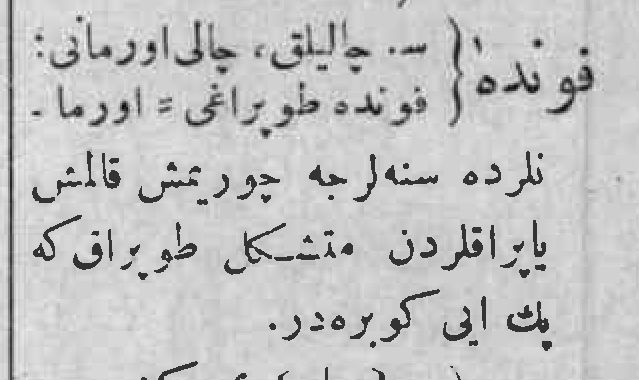 فونده { س. چالیلق، چالی اورمانی:
فونده طوپراغی = اورما -
نلرده سنه‌لرجه چوریمش قالمش
یاپراقلردن متشکل طوپراق که
پك ایی کوبره‌در.